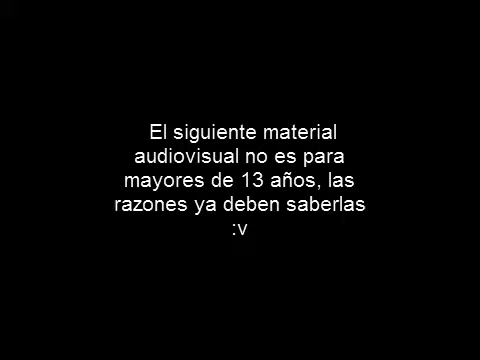 El siguiente material
audiovisual no es para
mayores de 13 años, las
razones ya deben saberlas
:v